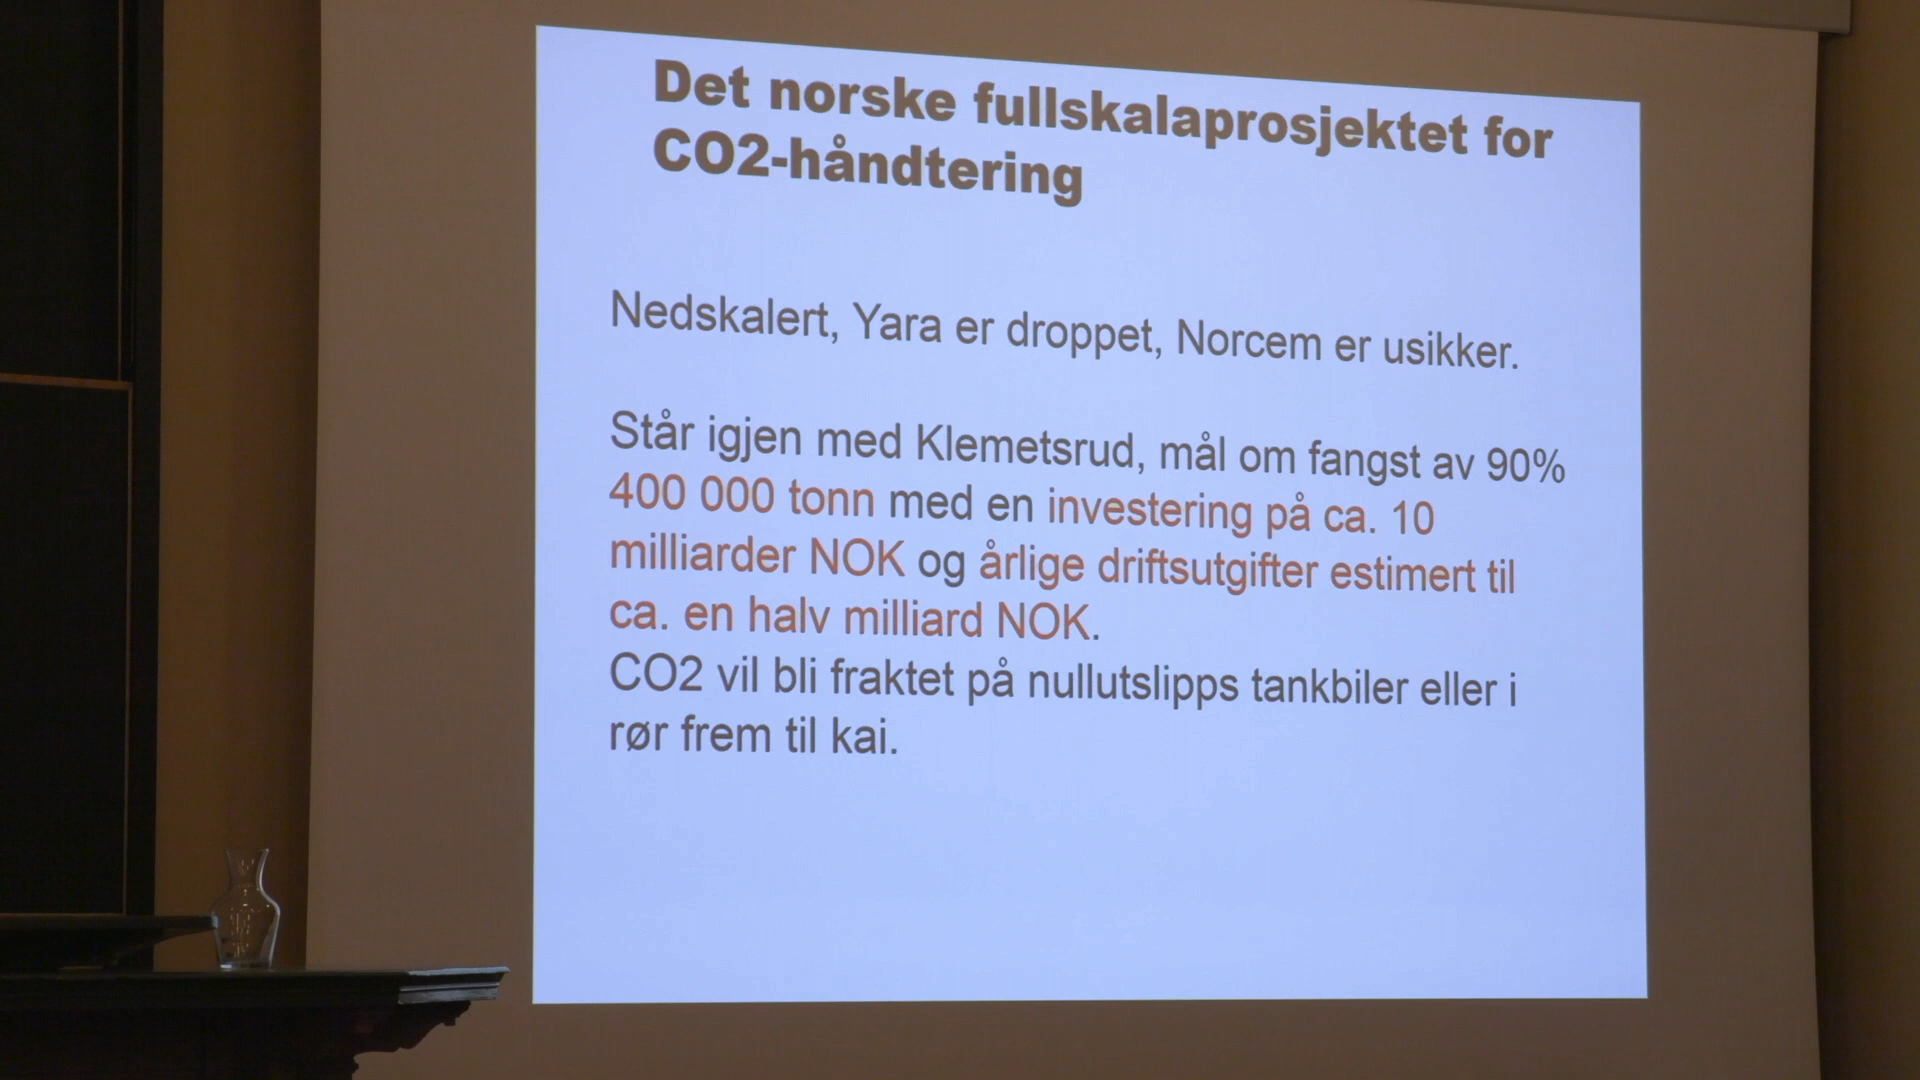 Det norske fullskalaprosjektet for
CO2-håndtering
Nedskalert, Yara er droppet, Norcem er usikker.
Står igjen med Klemetsrud, mål om fangst av 90%
400 000 tonn med en investering på ca. 10
milliarder NOK og årlige driftsutgifter estimert til
ca. en halv milliard NOK.
CO2 vil bli fraktet på nullutslipps tankbiler eller i
rør frem til kai.